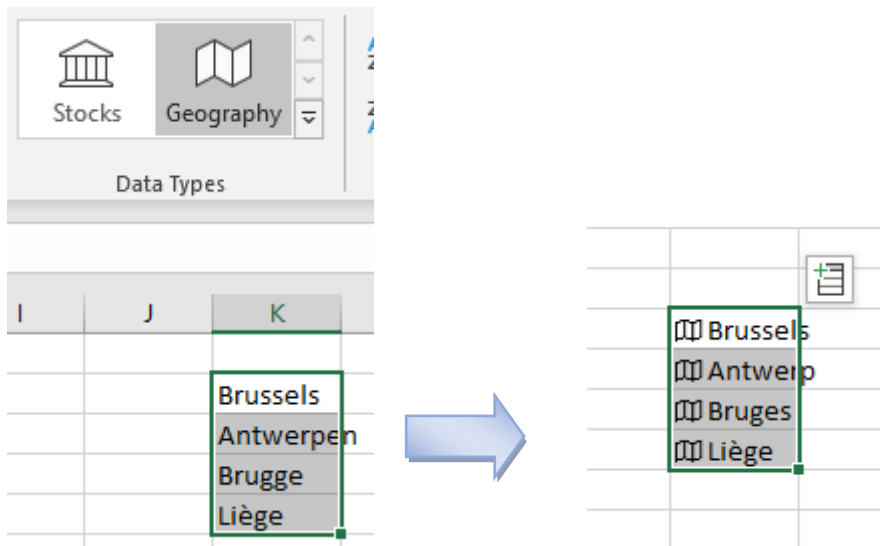 Stocks
Geography
Data Types
I J K
Brussels
Antwerpen
Brugge
Liège
Brussels
Antwerp
Bruges
Liège